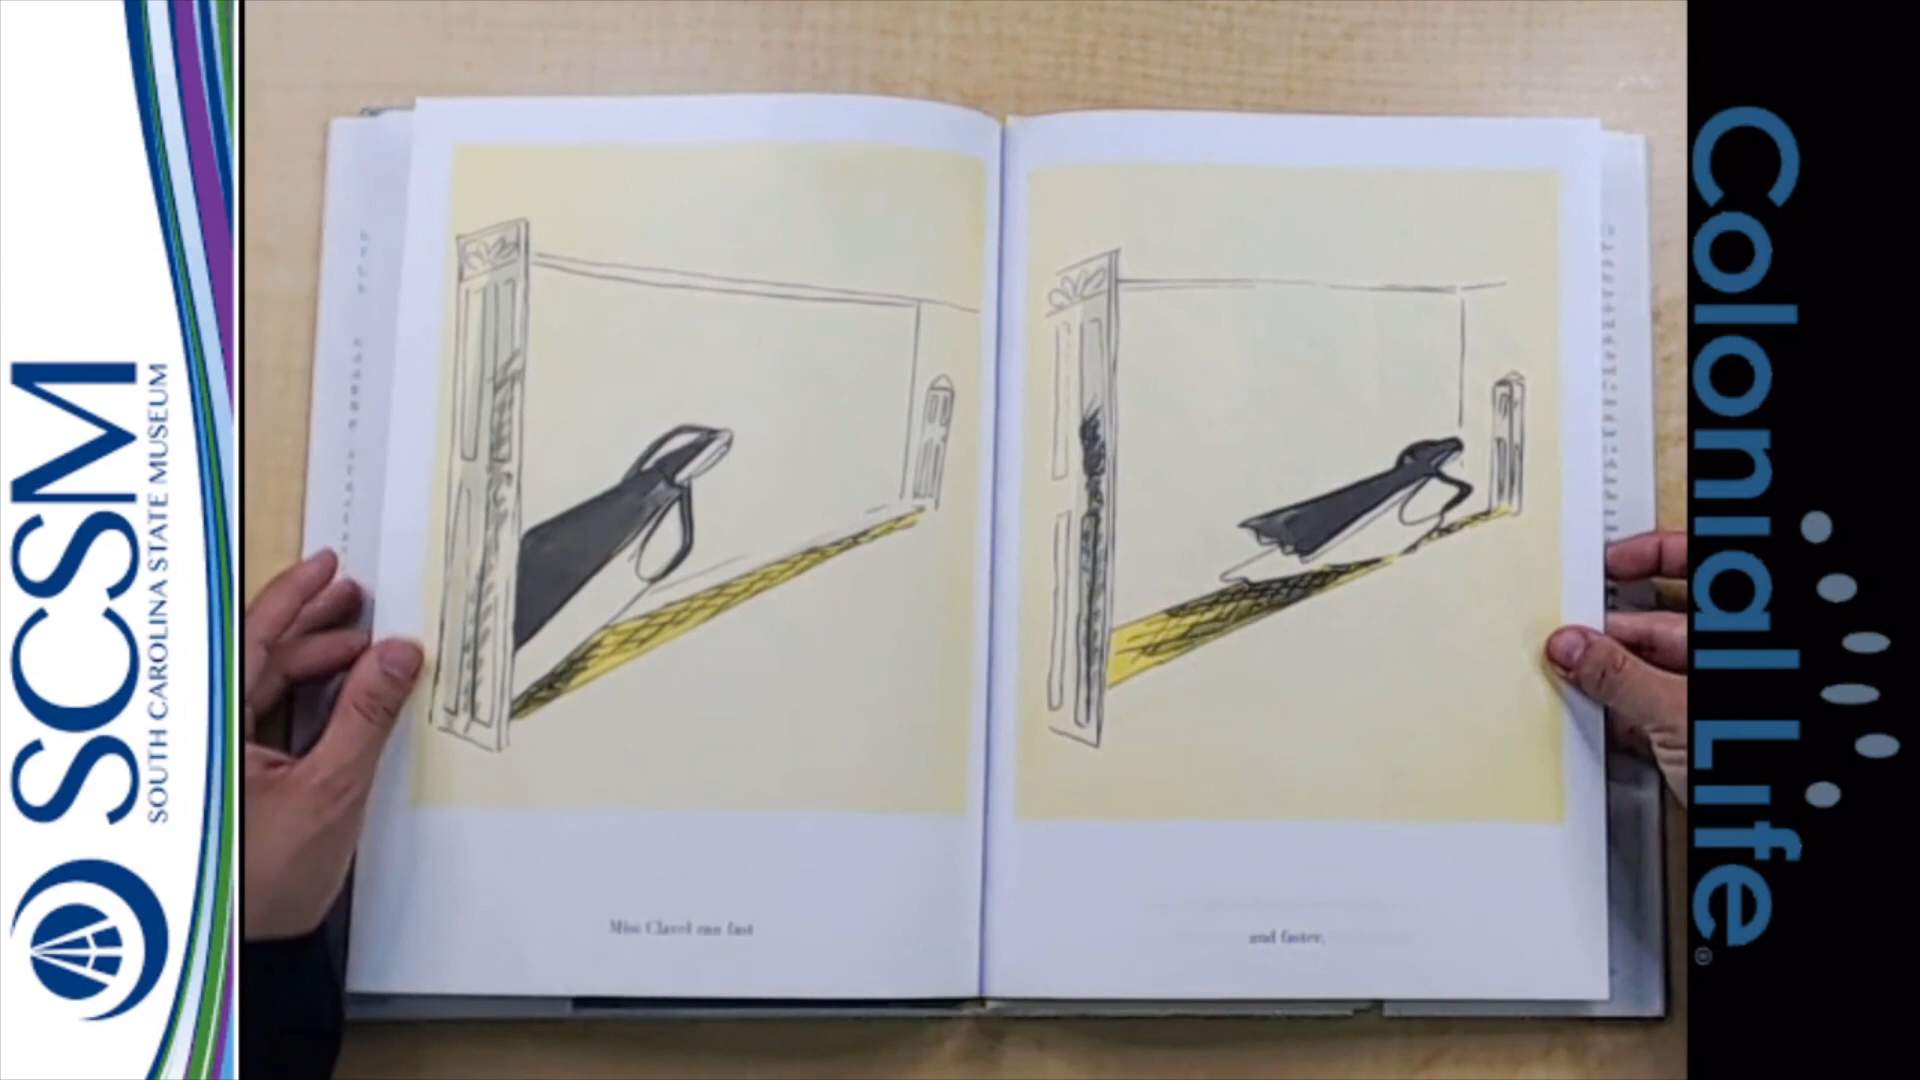 SCSM
SOUTH CAROLINA STATE MUSEUM
Miss Clavel ran fast
and faster.
Colonial Life®